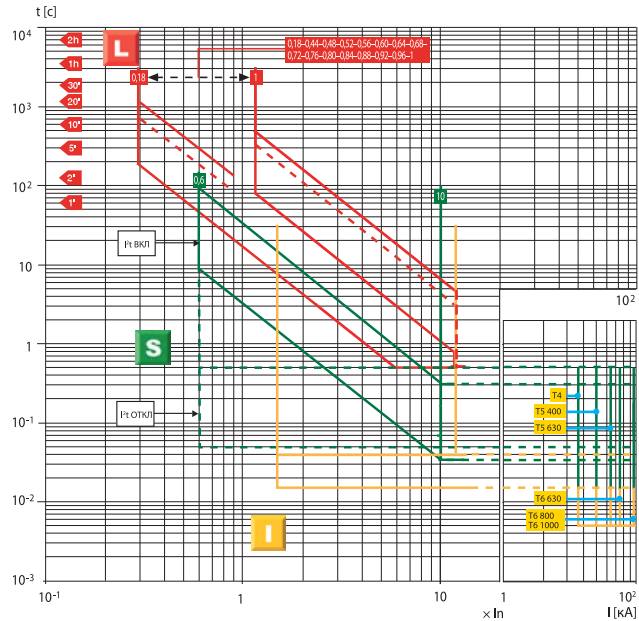 t [c]
10⁴
10³
10²
10
1
10⁻¹
10⁻²
10⁻³
2h
1h
30'
20'
10'
5'
2'
1'
L
0,18–0,44–0,48–0,52–0,56–0,60–0,64–0,68–
0,72–0,76–0,80–0,84–0,88–0,92–0,96–1
0,18
1
0,6
10
I²t ВКЛ
S
I²t ОТКЛ
I
10²
T4
T5 400
T5 630
T6 630
T6 800
T6 1000
10⁻¹
1
10
× In
1
10
10²
I [кА]